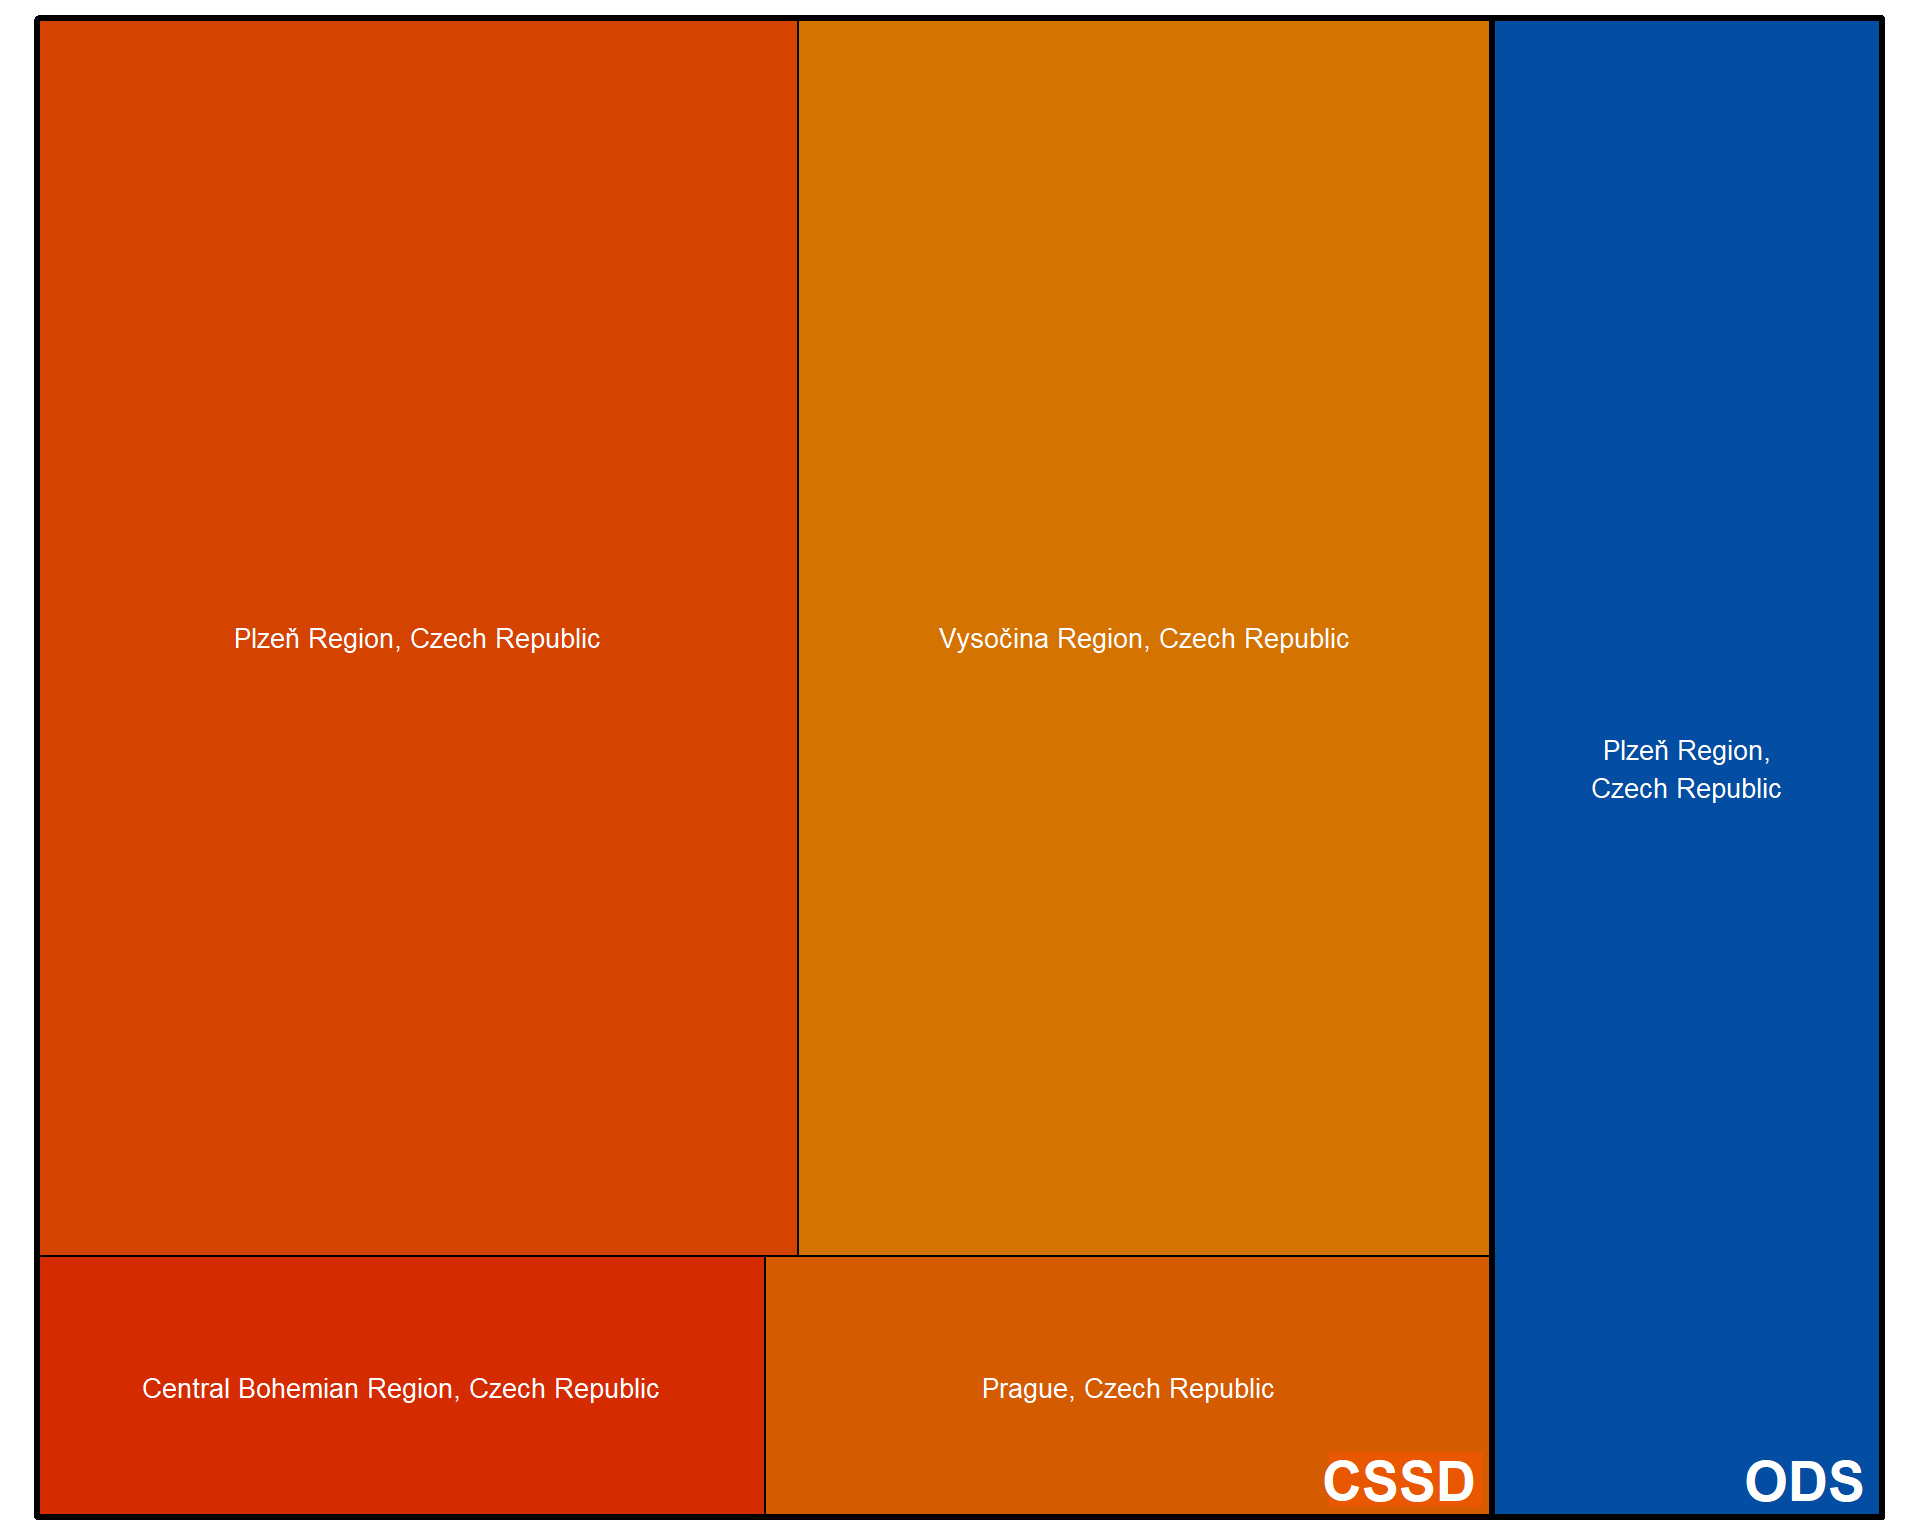 Plzeň Region, Czech Republic
Vysočina Region, Czech Republic
Plzeň Region,
Czech Republic
Central Bohemian Region, Czech Republic
Prague, Czech Republic
CSSD
ODS